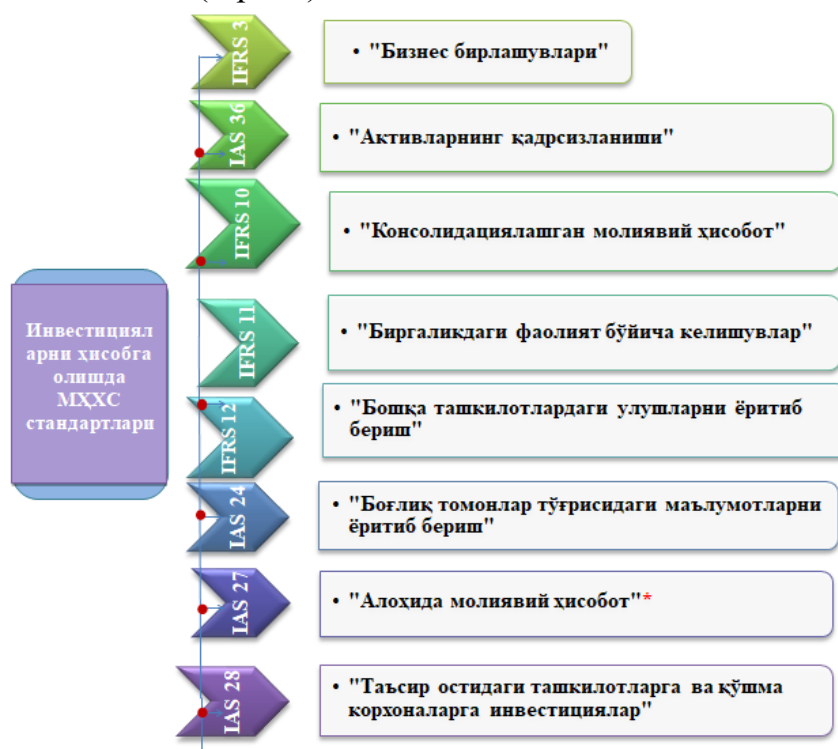 IFRS 3
• "Бизнес бирлашувлари"
IAS 36
• "Активларнинг қадрсизланиши"
IFRS 10
• "Консолидациялашган молиявий ҳисобот"
Инвестициял
арни ҳисобга
олишда
МҲХС
стандартлари
IFRS 11
• "Биргаликдаги фаолият бўйича келишувлар"
IFRS 12
• "Бошқа ташкилотлардаги улушларни ёритиб
бериш"
IAS 24
• "Боғлиқ томонлар тўғрисидаги маълумотларни
ёритиб бериш"
IAS 27
• "Алоҳида молиявий ҳисобот"*
IAS 28
• "Таъсир остидаги ташкилотларга ва қўшма
корхоналарга инвестициялар"